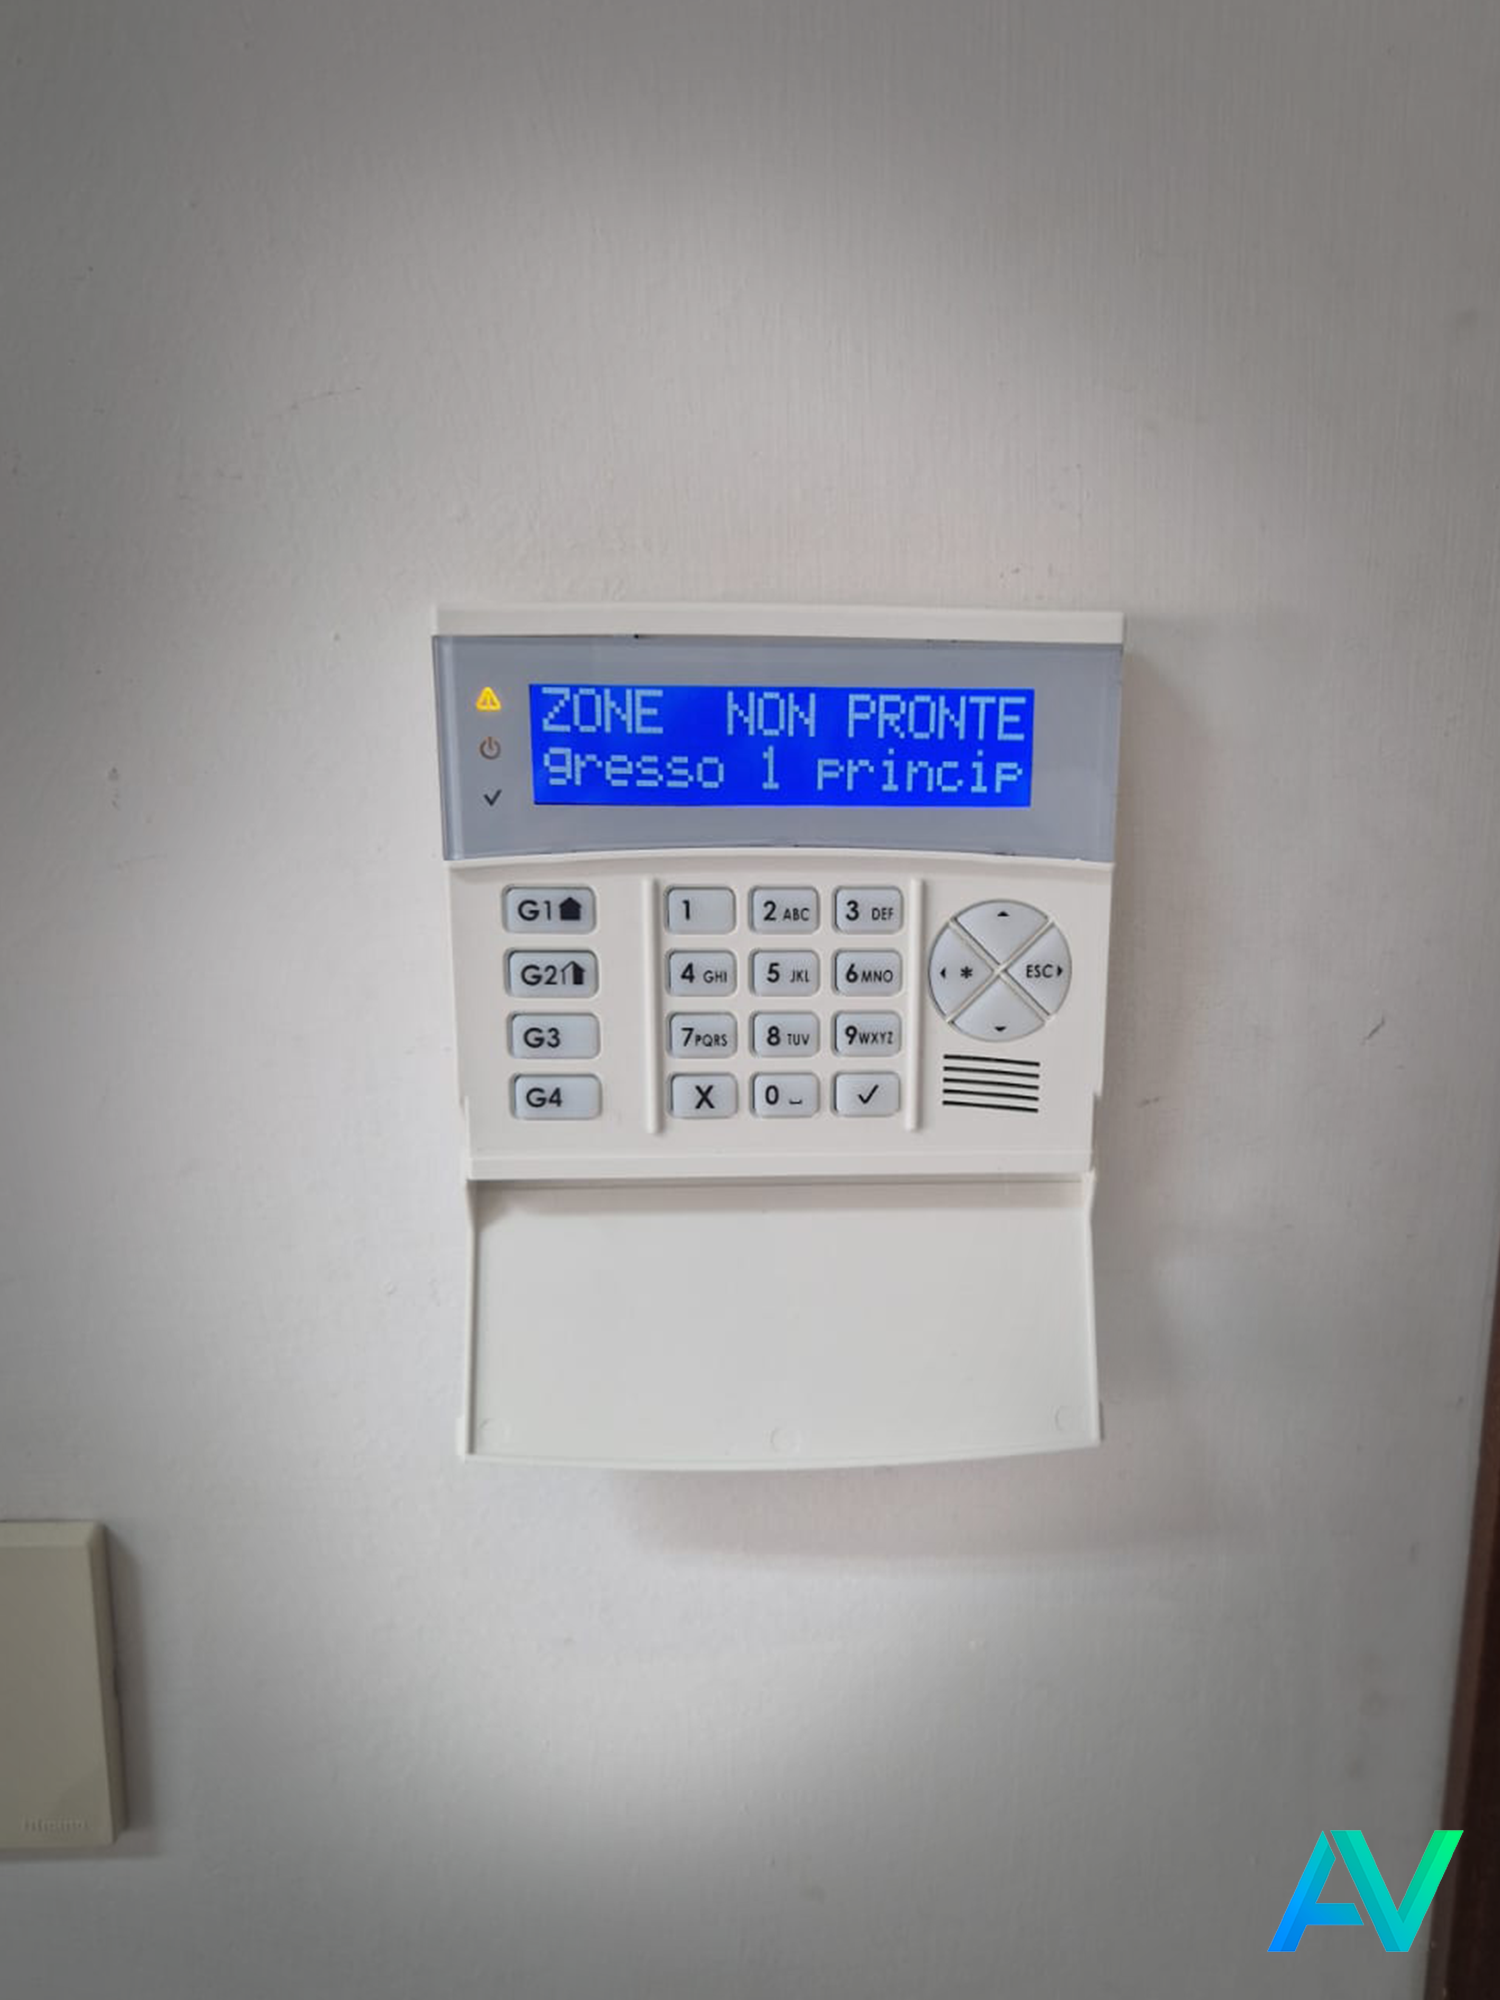 ZONE NON PRONTE
gresso 1 princip
G1
1
2 ABC
3 DEF
G2
4 GHI
5 JKL
6 MNO
* ESC
G3
7 PQRS
8 TUV
9 WXYZ
G4
X
0
AV